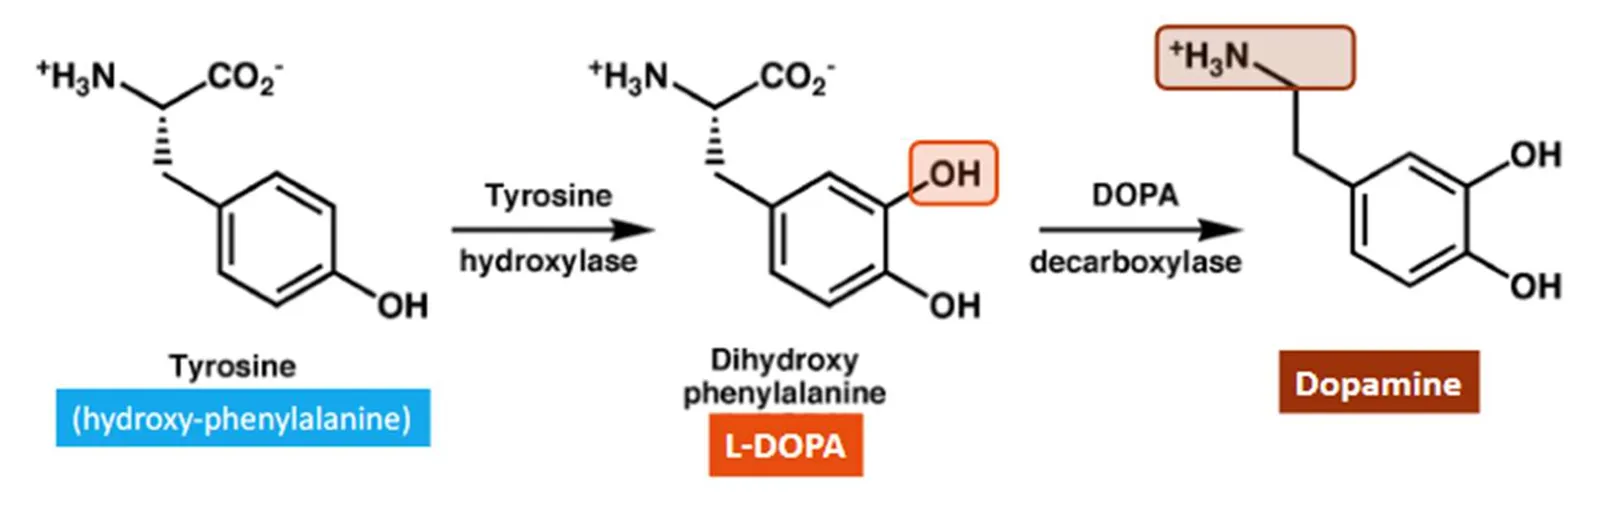 ⁺H₃N CO₂⁻
OH
Tyrosine
(hydroxy-phenylalanine)
Tyrosine
hydroxylase
⁺H₃N CO₂⁻
OH
OH
Dihydroxy
phenylalanine
L-DOPA
DOPA
decarboxylase
⁺H₃N
OH
OH
Dopamine